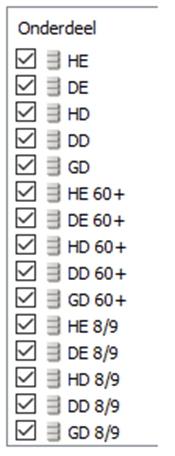 Onderdeel
HE
DE
HD
DD
GD
HE 60+
DE 60+
HD 60+
DD 60+
GD 60+
HE 8/9
DE 8/9
HD 8/9
DD 8/9
GD 8/9